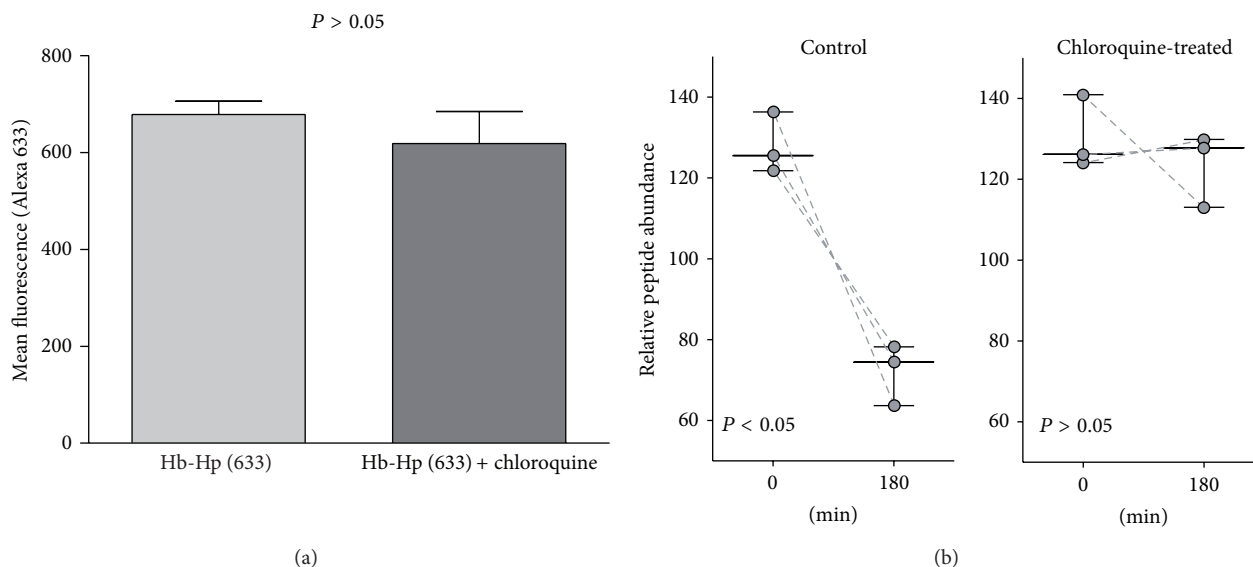 P > 0.05
Mean fluorescence (Alexa 633)
800
600
400
200
0
Hb-Hp (633)
Hb-Hp (633) + chloroquine
(a)
Control
Chloroquine-treated
Relative peptide abundance
140
120
100
80
60
P < 0.05
0
180
(min)
140
120
100
80
60
P > 0.05
0
180
(min)
(b)